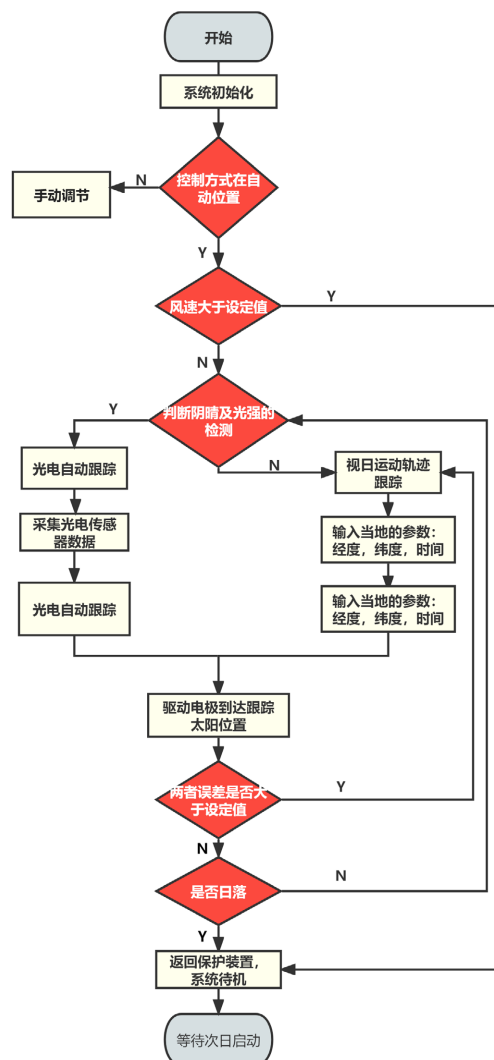 开始
系统初始化
控制方式在自
动位置
N
手动调节
Y
风速大于设定值
Y
N
判断阴晴及光强的
检测
Y
N
光电自动跟踪
采集光电传感
器数据
光电自动跟踪
视日运动轨迹
跟踪
输入当地的参数：
经度，纬度，时间
输入当地的参数：
经度，纬度，时间
驱动电极到达跟踪
太阳位置
两者误差是否大
于设定值
Y
N
是否日落
N
Y
返回保护装置，
系统待机
等待次日启动